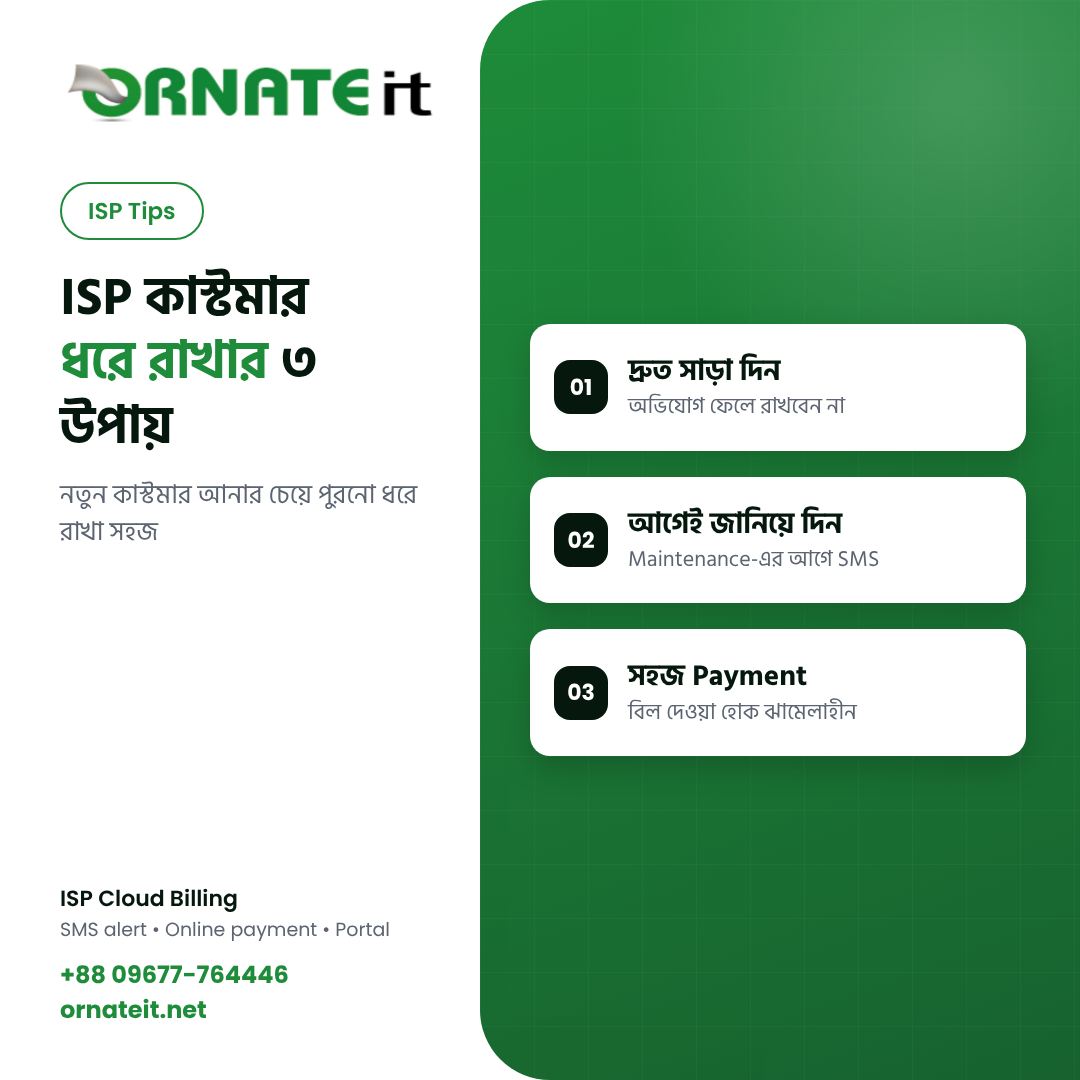 ORNATE it
ISP Tips
ISP কাস্টমার
ধরে রাখার ৩
উপায়
নতুন কাস্টমার আনার চেয়ে পুরনো ধরে
রাখা সহজ
01
দ্রুত সাড়া দিন
অভিযোগ ফেলে রাখবেন না
02
আগেই জানিয়ে দিন
Maintenance-এর আগে SMS
03
সহজ Payment
বিল দেওয়া হোক ঝামেলাহীন
ISP Cloud Billing
SMS alert • Online payment • Portal
+88 09677-764446
ornateit.net